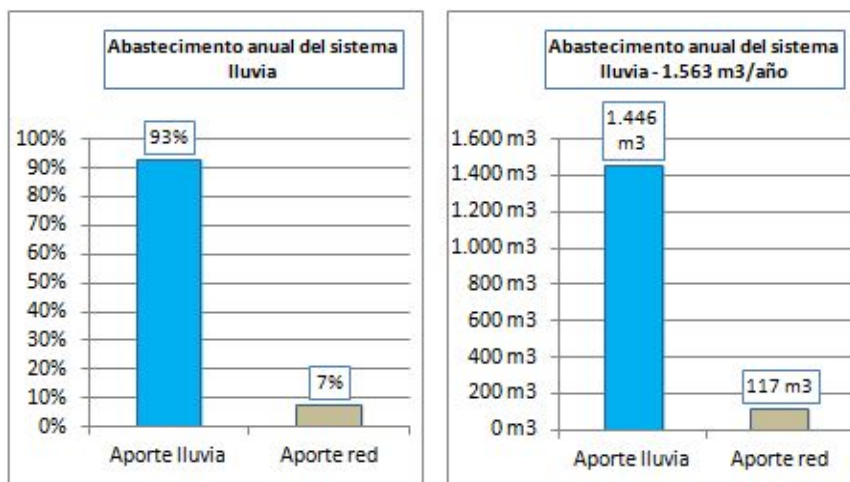 Abastecimento anual del sistema
lluvia
100%
90%
80%
70%
60%
50%
40%
30%
20%
10%
0%
93%
7%
Aporte lluvia
Aporte red
Abastecimento anual del sistema
lluvia - 1.563 m3/año
1.600 m3
1.400 m3
1.200 m3
1.000 m3
800 m3
600 m3
400 m3
200 m3
0 m3
1.446
m3
117 m3
Aporte lluvia
Aporte red